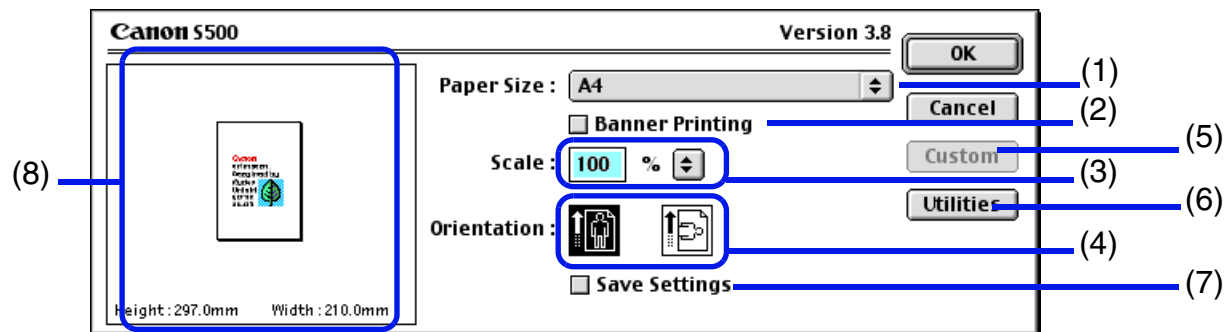 Canon S500
Version 3.8
OK
Paper Size : A4
(1)
Cancel
Banner Printing
(2)
Custom
(5)
Scale : 100 %
(3)
(8)
Utilities
(6)
Orientation :
(4)
Save Settings
(7)
Height : 297.0mm Width : 210.0mm
Canon